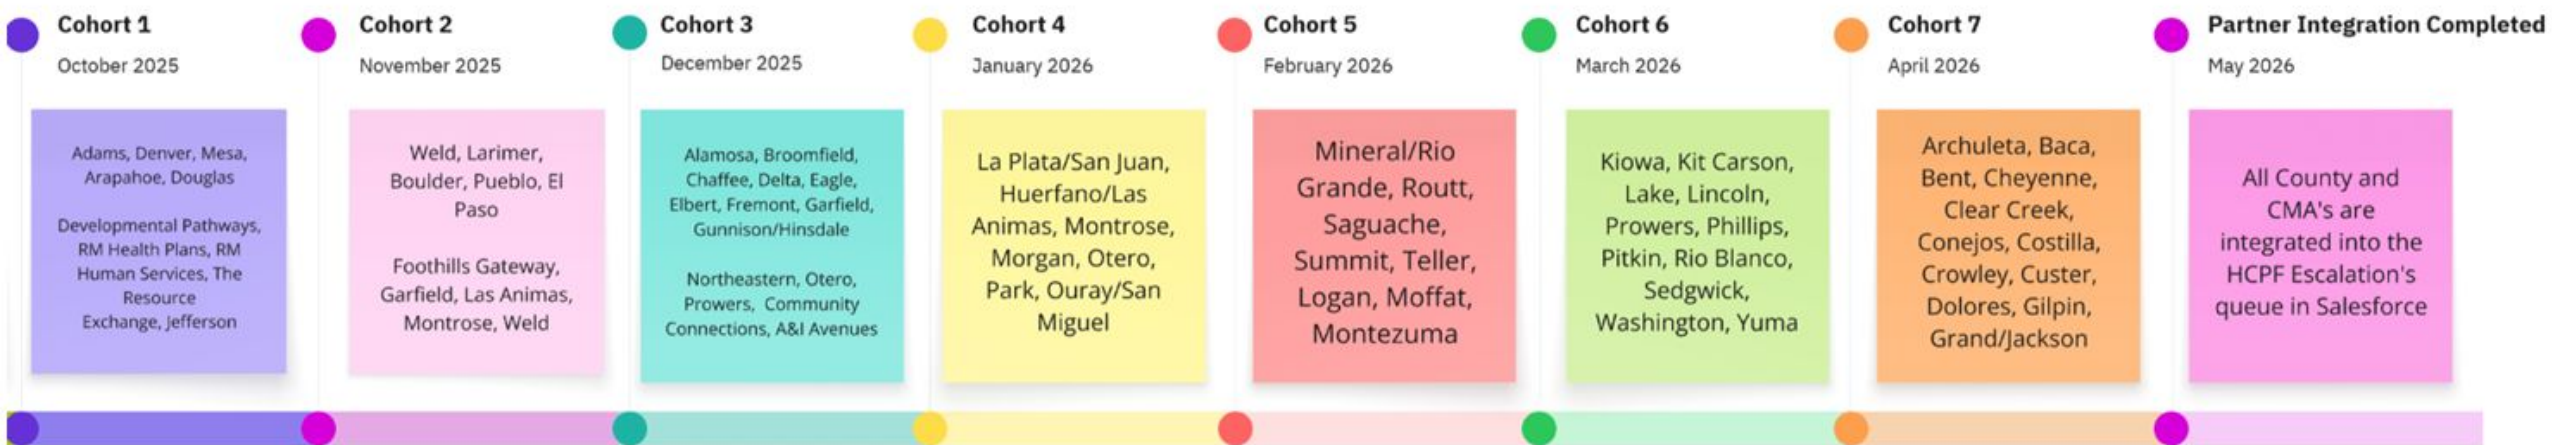 Cohort 1
October 2025
Adams, Denver, Mesa,
Arapahoe, Douglas
Developmental Pathways,
RM Health Plans, RM
Human Services, The
Resource
Exchange, Jefferson
Cohort 2
November 2025
Weld, Larimer,
Boulder, Pueblo, El
Paso
Foothills Gateway,
Garfield, Las Animas,
Montrose, Weld
Cohort 3
December 2025
Alamosa, Broomfield,
Chaffee, Delta, Eagle,
Elbert, Fremont, Garfield,
Gunnison/Hinsdale
Northeastern, Otero,
Prowers, Community
Connections, A&I Avenues
Cohort 4
January 2026
La Plata/San Juan,
Huerfano/Las
Animas, Montrose,
Morgan, Otero,
Park, Ouray/San
Miguel
Cohort 5
February 2026
Mineral/Rio
Grande, Routt,
Saguache,
Summit, Teller,
Logan, Moffat,
Montezuma
Cohort 6
March 2026
Kiowa, Kit Carson,
Lake, Lincoln,
Prowers, Phillips,
Pitkin, Rio Blanco,
Sedgwick,
Washington, Yuma
Cohort 7
April 2026
Archuleta, Baca,
Bent, Cheyenne,
Clear Creek,
Conejos, Costilla,
Crowley, Custer,
Dolores, Gilpin,
Grand/Jackson
Partner Integration Completed
May 2026
All County and
CMA's are
integrated into the
HCPF Escalation's
queue in Salesforce